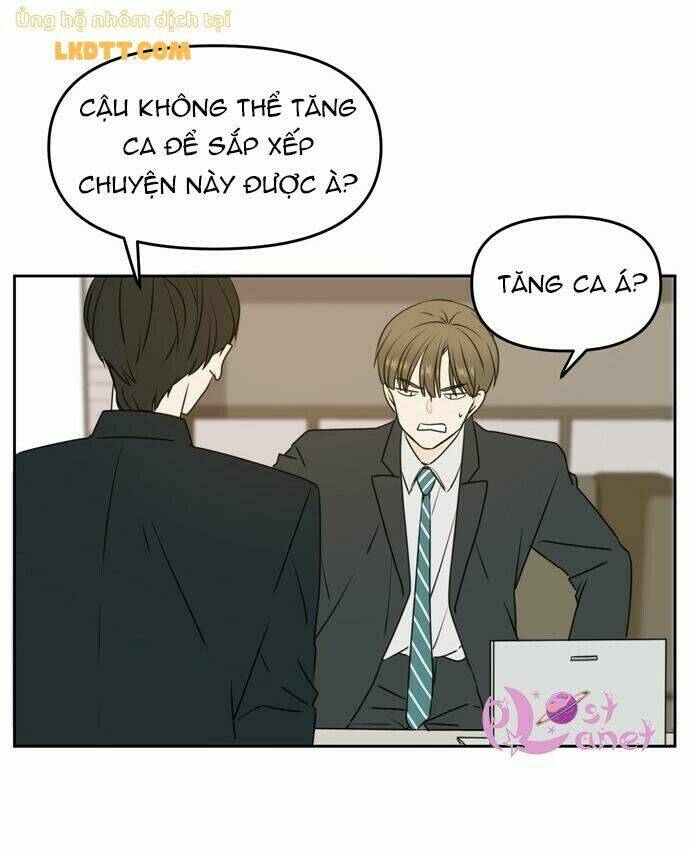 Ủng hộ nhóm dịch tại
LKDTT.COM
CẬU KHÔNG THỂ TĂNG
CA ĐỂ SẮP XẾP
CHUYỆN NÀY ĐƯỢC À?
TĂNG CA Á?
Lost
Planet